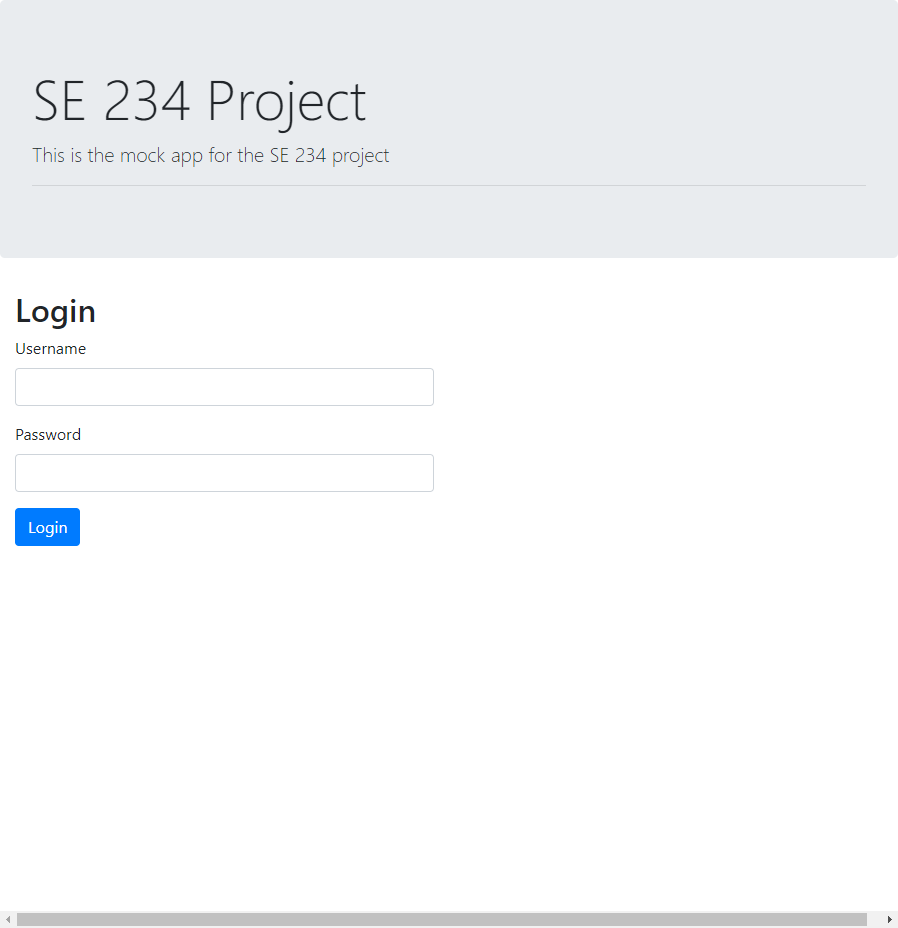 SE 234 Project
This is the mock app for the SE 234 project
Login
Username
Password
Login